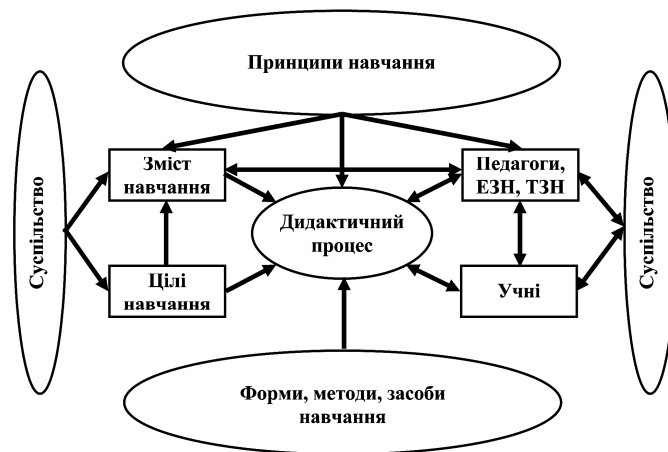 Принципи навчання
Суспільство
Зміст
навчання
Педагоги,
ЕЗН, ТЗН
Суспільство
Дидактичний
процес
Цілі
навчання
Учні
Форми, методи, засоби
навчання